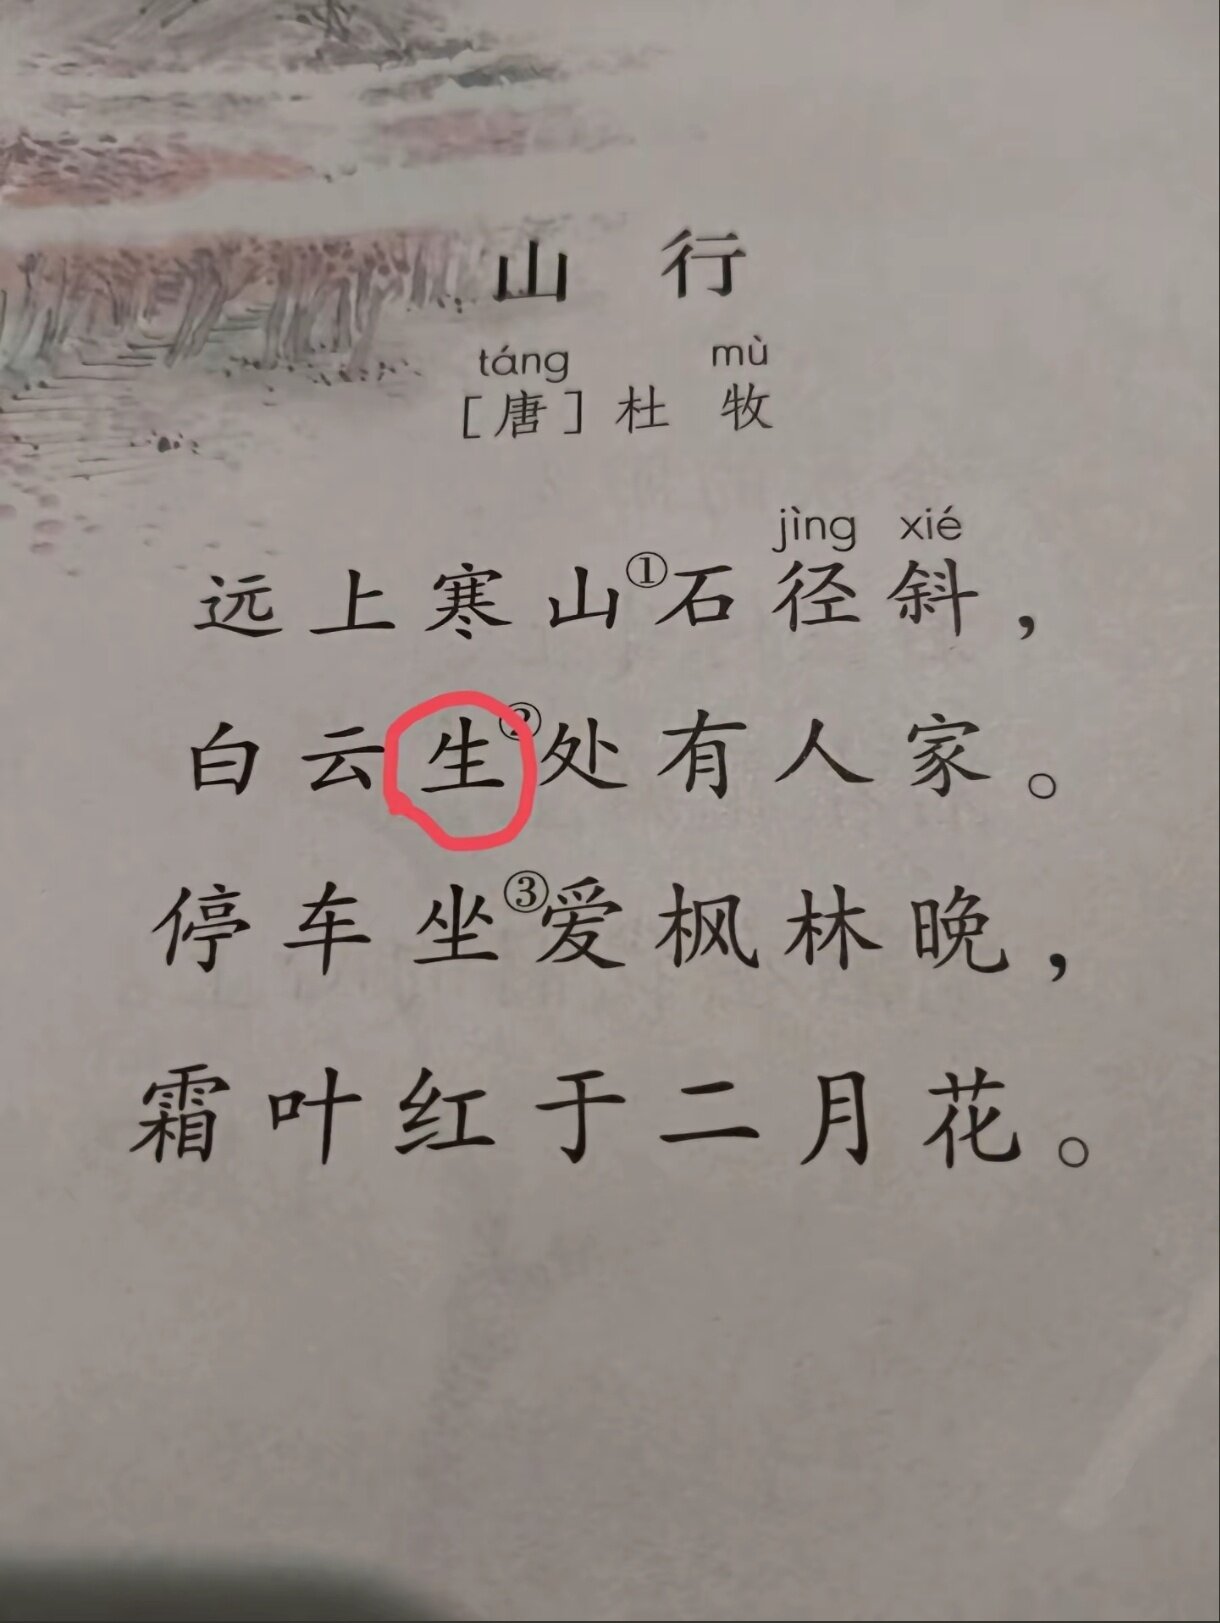 山 行
táng mù
[唐]杜 牧
jìng xié
远上寒山①石径斜，
白云生②处有人家。
停车坐③爱枫林晚，
霜叶红于二月花。